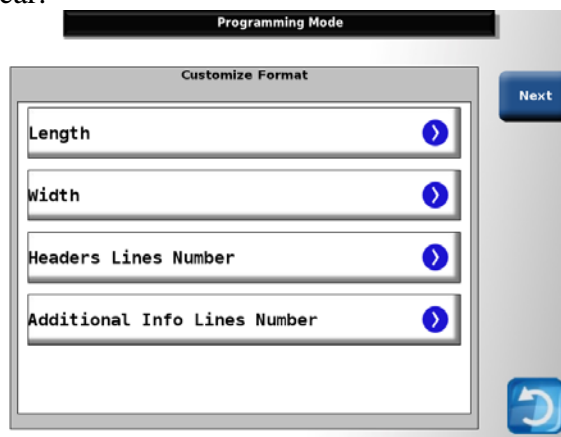 Programming Mode
Customize Format
Next
Length
Width
Headers Lines Number
Additional Info Lines Number